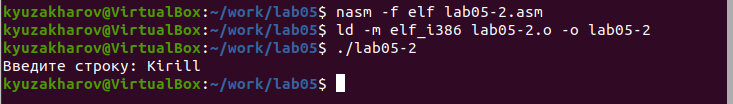 kyuzakharov@VirtualBox:~/work/lab05$ nasm -f elf lab05-2.asm
kyuzakharov@VirtualBox:~/work/lab05$ ld -m elf_i386 lab05-2.o -o lab05-2
kyuzakharov@VirtualBox:~/work/lab05$ ./lab05-2
Введите строку: Kirill
kyuzakharov@VirtualBox:~/work/lab05$